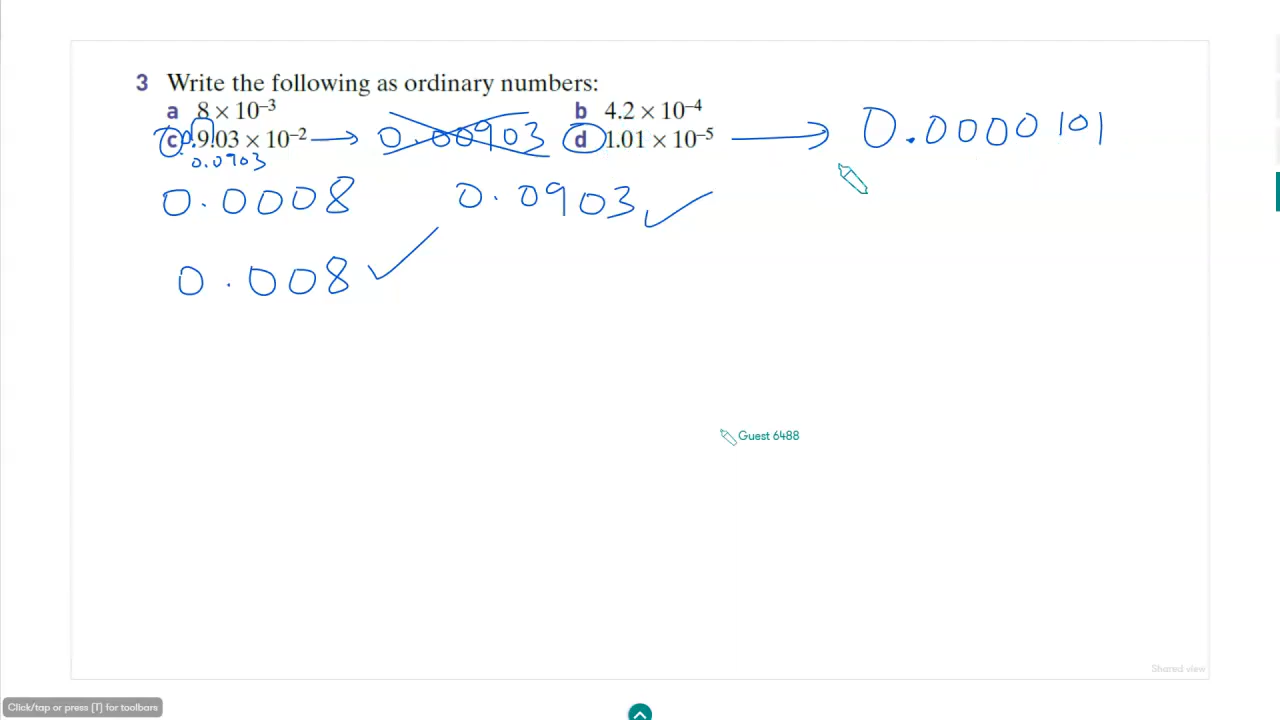 3 Write the following as ordinary numbers:
a 8 × 10⁻³ b 4.2 × 10⁻⁴
c 9.03 × 10⁻² → 0.00903 d 1.01 × 10⁻⁵ → 0.0000101
0.0903
0.0008 0.0903 ✓
0.008 ✓
Guest 6488
Shared view
Click/tap or press [T] for toolbars